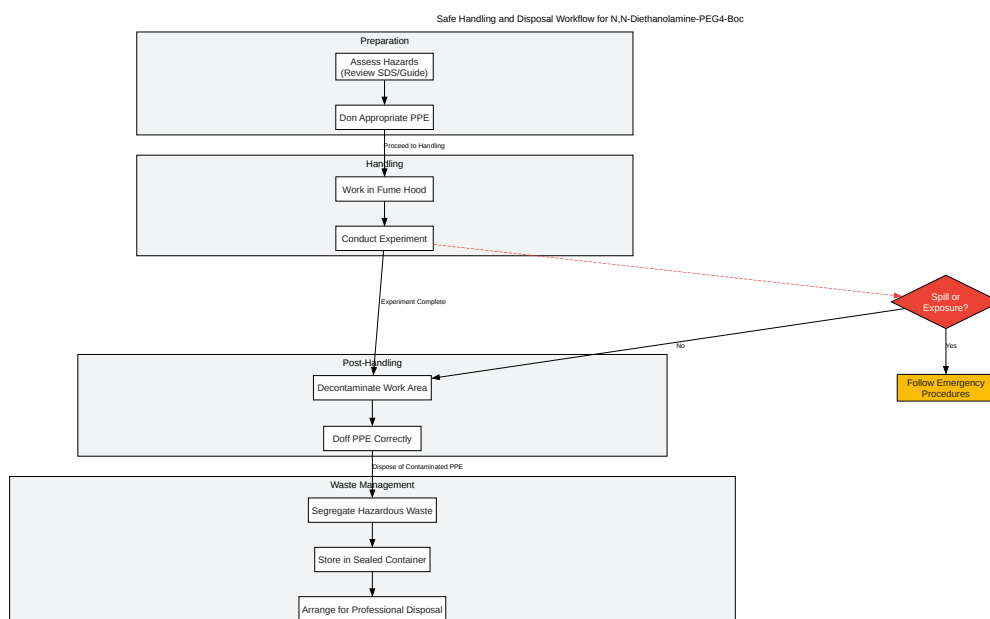 Safe Handling and Disposal Workflow for N,N-Diethanolamine-PEG4-Boc
Preparation
Assess Hazards
(Review SDS/Guide)
Don Appropriate PPE
Proceed to Handling
Handling
Work in Fume Hood
Conduct Experiment
Spill or
Exposure?
Experiment Complete
No
Yes
Post-Handling
Decontaminate Work Area
Follow Emergency
Procedures
Doff PPE Correctly
Dispose of Contaminated PPE
Waste Management
Segregate Hazardous Waste
Store in Sealed Container
Arrange for Professional Disposal